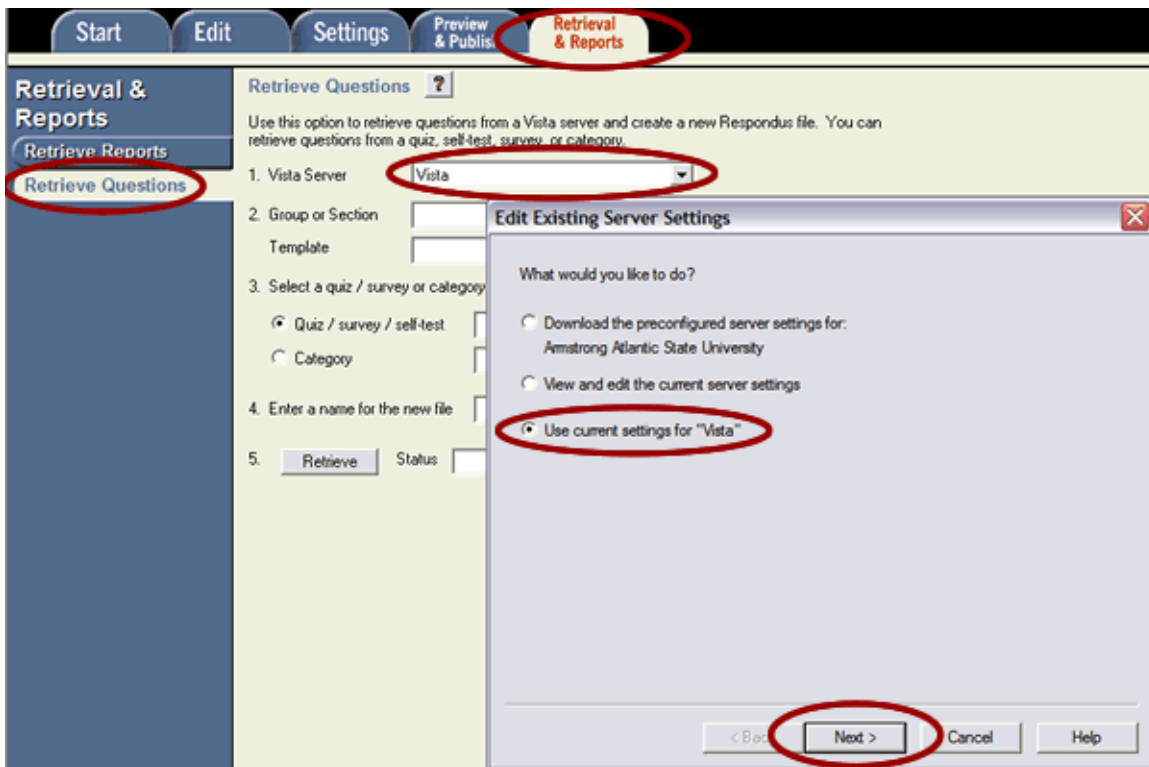 Start
Edit
Settings
Preview
& Publis
Retrieval
& Reports
Retrieval &
Reports
Retrieve Reports
Retrieve Questions
Retrieve Questions ?
Use this option to retrieve questions from a Vista server and create a new Respondus file. You can
retrieve questions from a quiz, self-test, survey, or category.
1. Vista Server Vista
2. Group or Section
Template
3. Select a quiz / survey or category
Quiz / survey / self-test
Category
4. Enter a name for the new file
5. Retrieve Status
Edit Existing Server Settings
What would you like to do?
Download the preconfigured server settings for:
Armstrong Atlantic State University
View and edit the current server settings
Use current settings for "Vista"
< Bac Next > Cancel Help